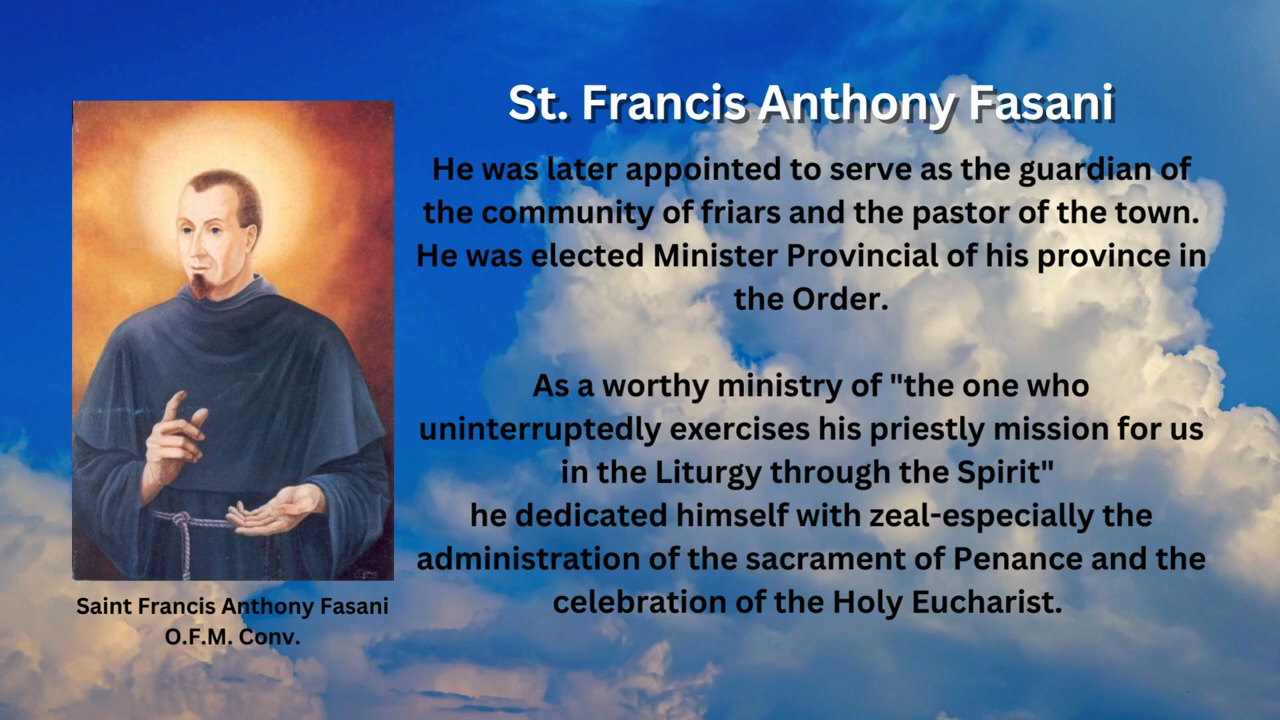 St. Francis Anthony Fasani
He was later appointed to serve as the guardian of
the community of friars and the pastor of the town.
He was elected Minister Provincial of his province in
the Order.
As a worthy ministry of "the one who
uninterruptedly exercises his priestly mission for us
in the Liturgy through the Spirit"
he dedicated himself with zeal-especially the
administration of the sacrament of Penance and the
celebration of the Holy Eucharist.
Saint Francis Anthony Fasani
O.F.M. Conv.